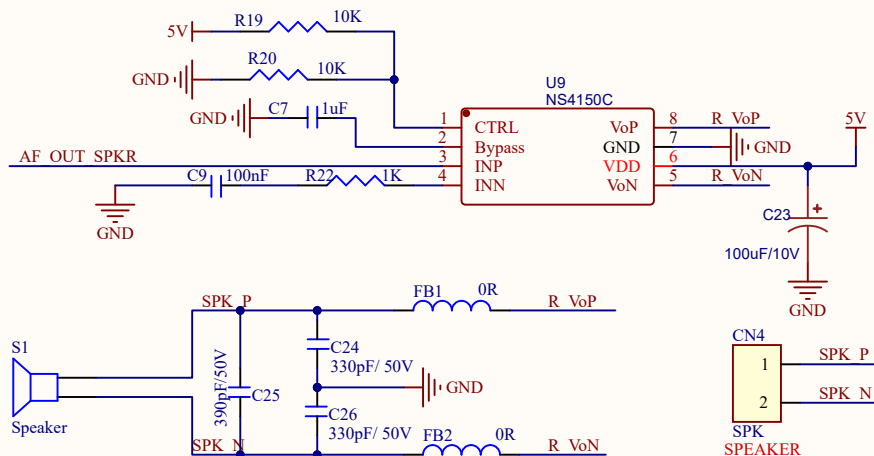 R19
10K
5V
R20
10K
GND
C7
1uF
GND
U9
NS4150C
1
CTRL
VoP
8
R_VoP
2
Bypass
GND
7
GND
3
INP
VDD
6
4
INN
VoN
5
R_VoN
5V
AF_OUT_SPKR
C9
100nF
R22
1K
GND
C23
+
100uF/10V
GND
SPK_P
FB1
0R
R_VoP
S1
Speaker
390pF/50V
C25
C24
330pF/ 50V
GND
C26
330pF/ 50V
SPK_N
FB2
0R
R_VoN
CN4
1
SPK_P
2
SPK_N
SPK
SPEAKER